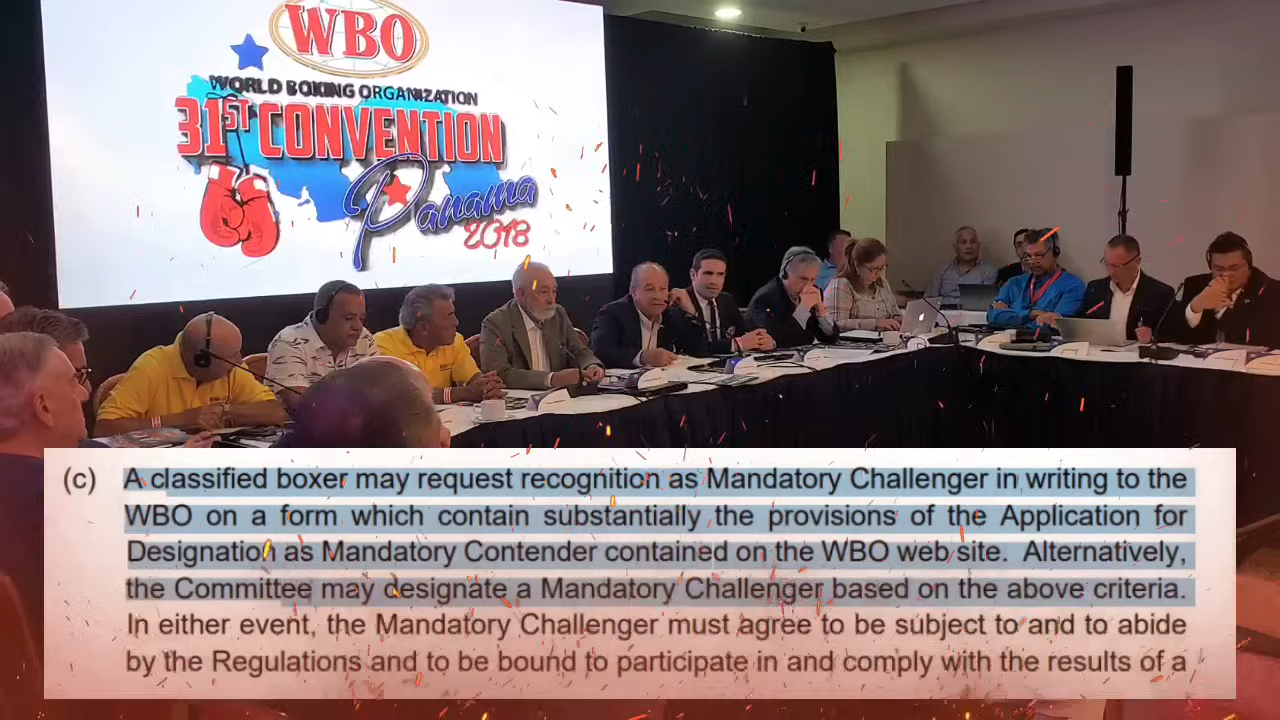 WBO
WORLD BOXING ORGANIZATION
31ST CONVENTION
Panama
2018
(c) A classified boxer may request recognition as Mandatory Challenger in writing to the
WBO on a form which contain substantially the provisions of the Application for
Designation as Mandatory Contender contained on the WBO web site. Alternatively,
the Committee may designate a Mandatory Challenger based on the above criteria.
In either event, the Mandatory Challenger must agree to be subject to and to abide
by the Regulations and to be bound to participate in and comply with the results of a